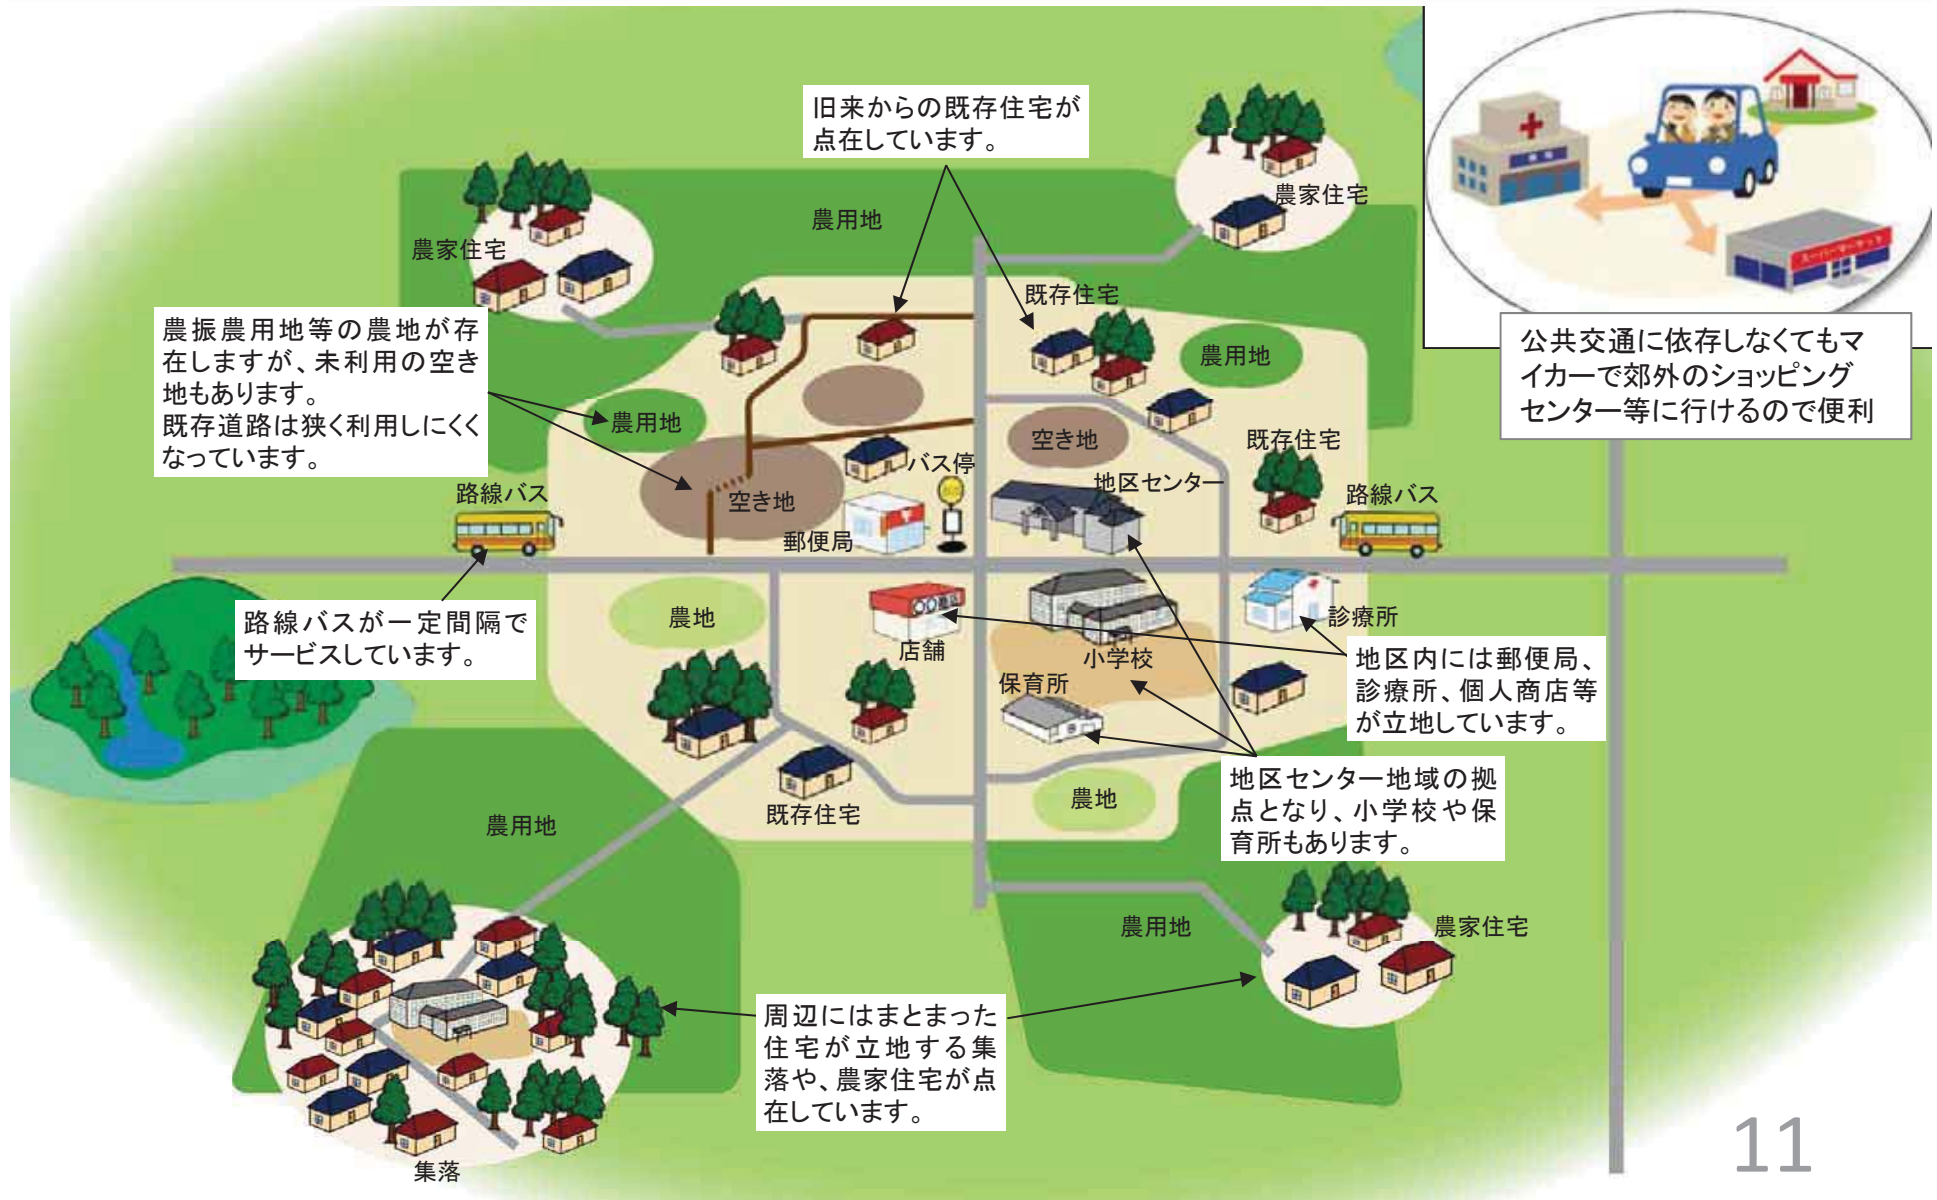 旧来からの既存住宅が
点在しています。
農家住宅
農用地
農家住宅
スーパーマーケット
公共交通に依存しなくてもマ
イカーで郊外のショッピング
センター等に行けるので便利
農振農用地等の農地が存
在しますが、未利用の空き
地もあります。
既存道路は狭く利用しにくく
なっています。
既存住宅
農用地
農用地
空き地
既存住宅
バス停
地区センター
路線バス
空き地
路線バス
郵便局
路線バスが一定間隔で
サービスしています。
農地
店舗
小学校
診療所
保育所
地区内には郵便局、
診療所、個人商店等
が立地しています。
地区センター地域の拠
点となり、小学校や保
育所もあります。
既存住宅
農地
農用地
農用地
農家住宅
周辺にはまとまった
住宅が立地する集
落や、農家住宅が点
在しています。
集落
11